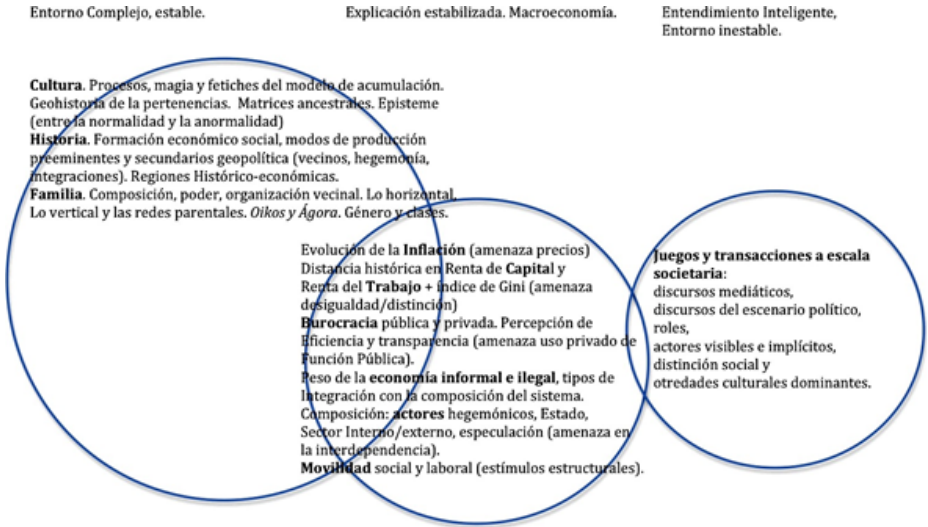 Entorno Complejo, estable.
Explicación estabilizada. Macroeconomía.
Entendimiento Inteligente,
Entorno inestable.
Cultura. Procesos, magia y fetiches del modelo de acumulación.
Geohistoria de la pertenencias. Matrices ancestrales. Episteme
(entre la normalidad y la anormalidad)
Historia. Formación económico social, modos de producción
preeminentes y secundarios geopolítica (vecinos, hegemonía,
integraciones). Regiones Histórico-económicas.
Familia. Composición, poder, organización vecinal. Lo horizontal,
Lo vertical y las redes parentales. Oikos y Ágora. Género y clases.
Evolución de la Inflación (amenaza precios)
Distancia histórica en Renta de Capital y
Renta del Trabajo + índice de Gini (amenaza
desigualdad/distinción)
Burocracia pública y privada. Percepción de
Eficiencia y transparencia (amenaza uso privado de
Función Pública).
Peso de la economía informal e ilegal, tipos de
Integración con la composición del sistema.
Composición: actores hegemónicos, Estado,
Sector Interno/externo, especulación (amenaza en
la interdependencia).
Movilidad social y laboral (estímulos estructurales).
Juegos y transacciones a escala
societaria:
discursos mediáticos,
discursos del escenario político,
roles,
actores visibles e implícitos,
distinción social y
otredades culturales dominantes.